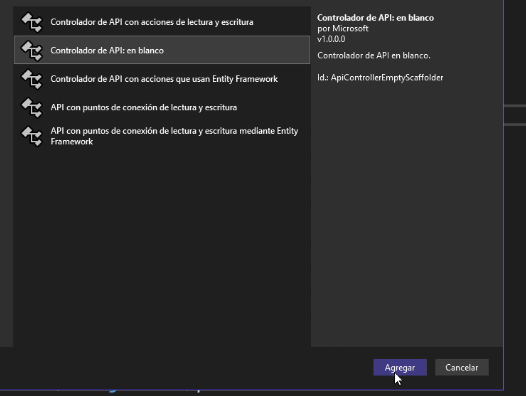 Controlador de API con acciones de lectura y escritura
Controlador de API: en blanco
Controlador de API con acciones que usan Entity Framework
API con puntos de conexión de lectura y escritura
API con puntos de conexión de lectura y escritura mediante Entity
Framework
Controlador de API: en blanco
por Microsoft
v1.0.0.0
Controlador de API en blanco.
Id.: ApiControllerEmptyScaffolder
Agregar
Cancelar